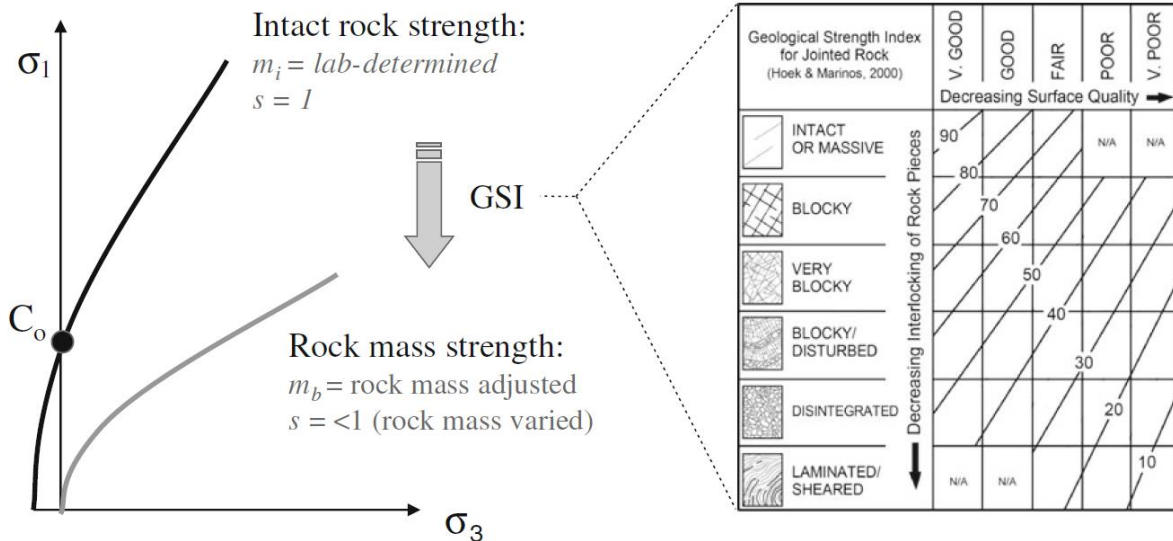 σ₁
Intact rock strength:
mᵢ = lab-determined
s = 1
GSI
Cₒ
Rock mass strength:
m_b = rock mass adjusted
s = <1 (rock mass varied)
σ₃
Geological Strength Index
for Jointed Rock
(Hoek & Marinos, 2000)
V. GOOD
GOOD
FAIR
POOR
V. POOR
Decreasing Surface Quality
Decreasing Interlocking of Rock Pieces
INTACT
OR MASSIVE
BLOCKY
VERY
BLOCKY
BLOCKY/
DISTURBED
DISINTEGRATED
LAMINATED/
SHEARED
90
N/A
N/A
80
70
60
50
40
30
20
10
N/A
N/A